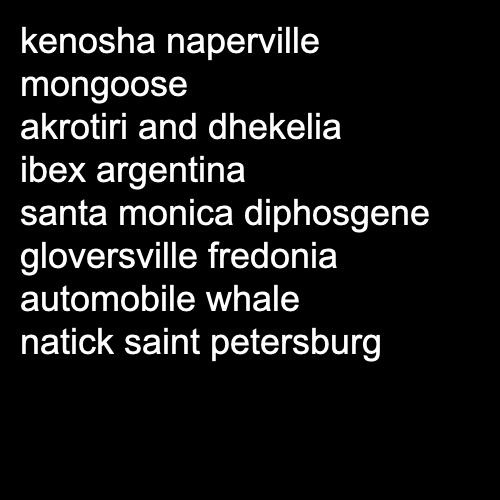 kenosha naperville
mongoose
akrotiri and dhekelia
ibex argentina
santa monica diphosgene
gloversville fredonia
automobile whale
natick saint petersburg